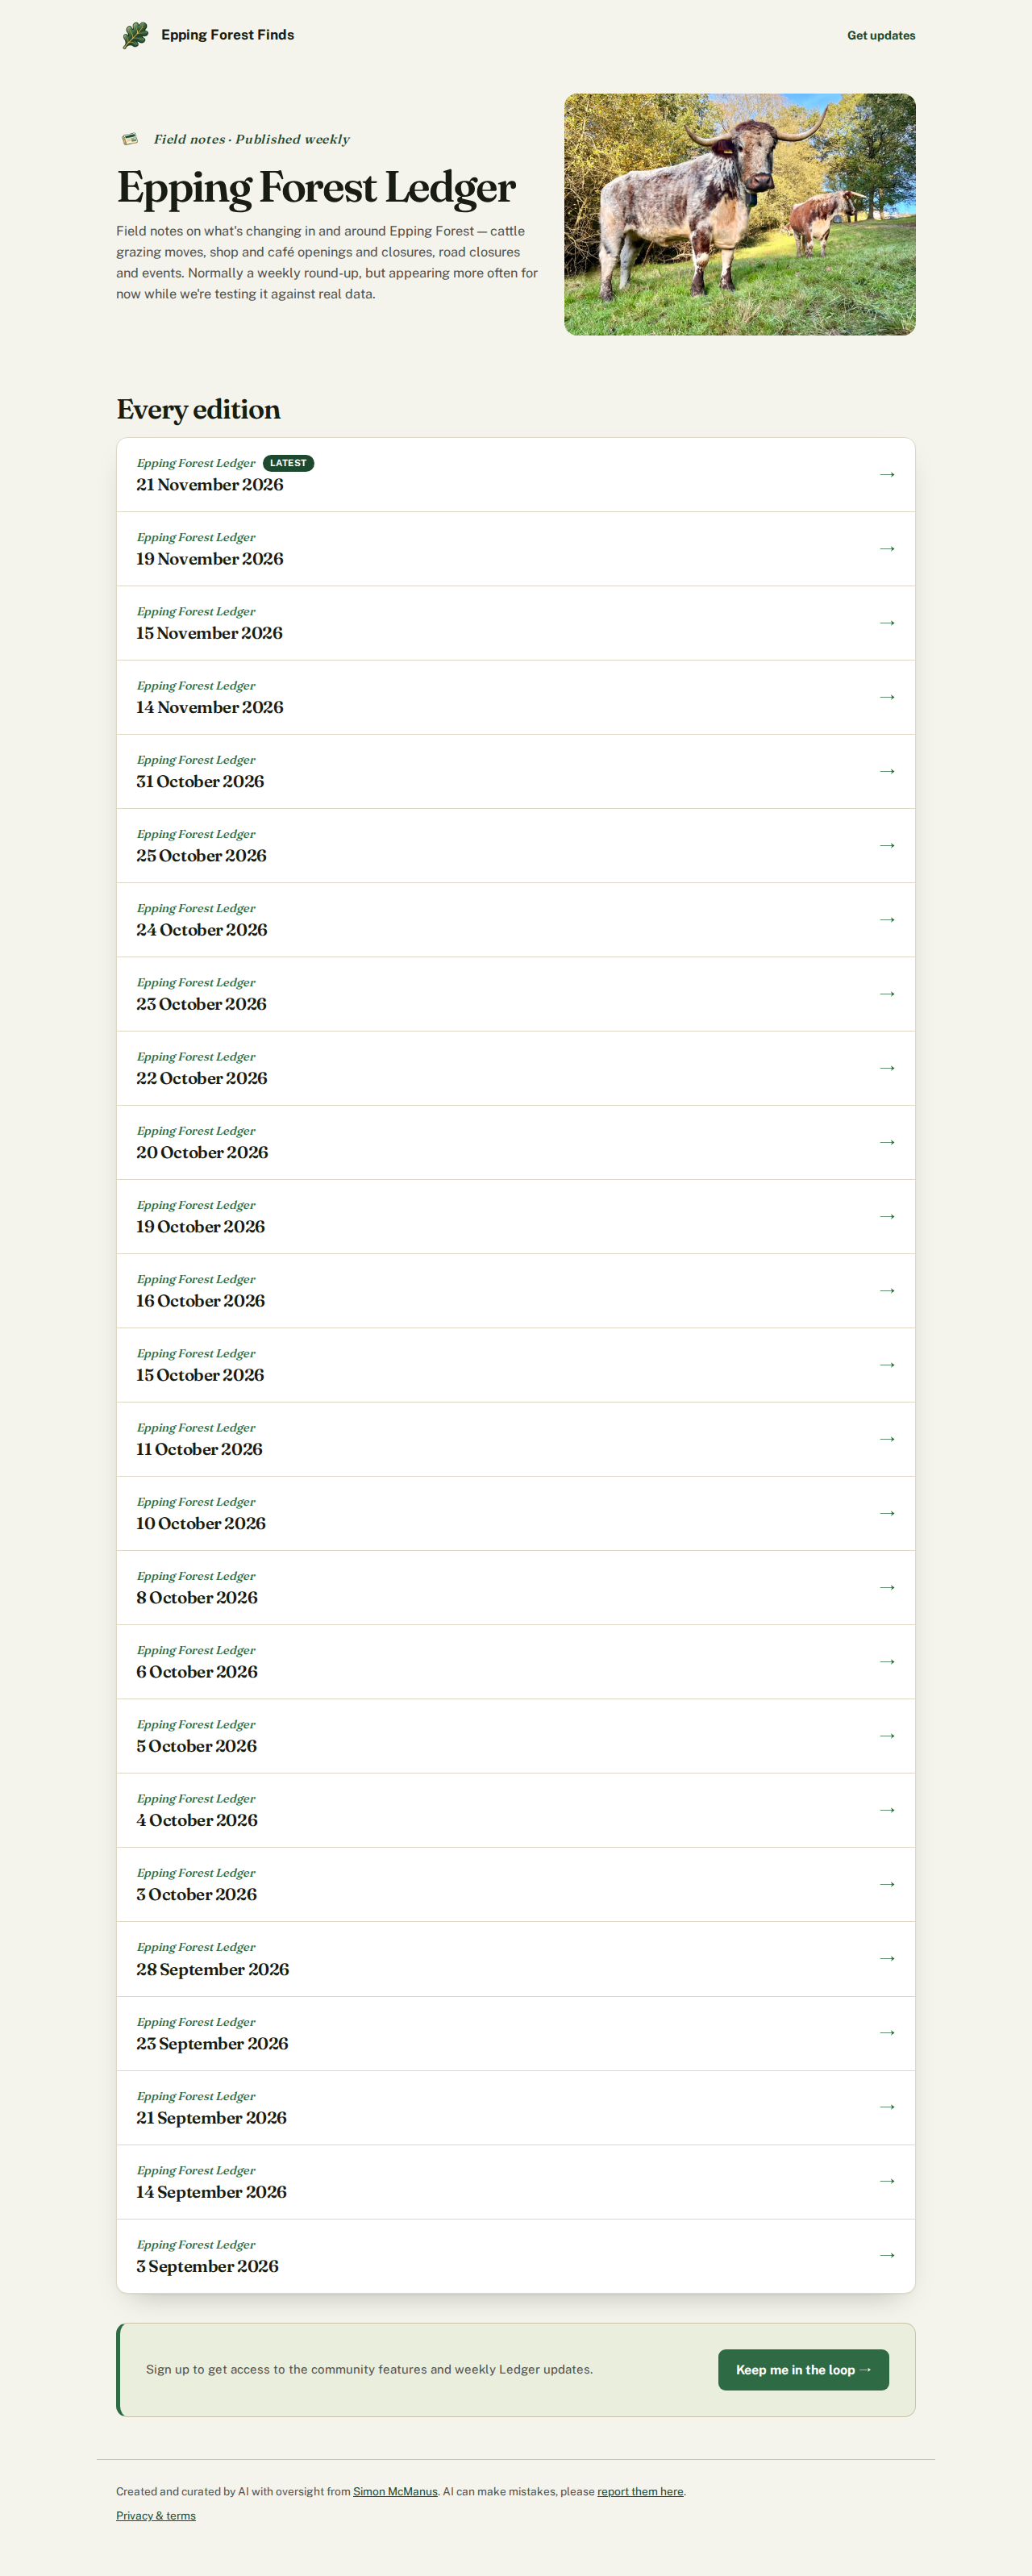 Epping Forest Finds
Get updates
Field notes · Published weekly
Epping Forest Ledger
Field notes on what's changing in and around Epping Forest — cattle
grazing moves, shop and café openings and closures, road closures
and events. Normally a weekly round-up, but appearing more often for
now while we're testing it against real data.
Every edition
Epping Forest Ledger LATEST
21 November 2026
→
Epping Forest Ledger
19 November 2026
→
Epping Forest Ledger
15 November 2026
→
Epping Forest Ledger
14 November 2026
→
Epping Forest Ledger
31 October 2026
→
Epping Forest Ledger
25 October 2026
→
Epping Forest Ledger
24 October 2026
→
Epping Forest Ledger
23 October 2026
→
Epping Forest Ledger
22 October 2026
→
Epping Forest Ledger
20 October 2026
→
Epping Forest Ledger
19 October 2026
→
Epping Forest Ledger
16 October 2026
→
Epping Forest Ledger
15 October 2026
→
Epping Forest Ledger
11 October 2026
→
Epping Forest Ledger
10 October 2026
→
Epping Forest Ledger
8 October 2026
→
Epping Forest Ledger
6 October 2026
→
Epping Forest Ledger
5 October 2026
→
Epping Forest Ledger
4 October 2026
→
Epping Forest Ledger
3 October 2026
→
Epping Forest Ledger
28 September 2026
→
Epping Forest Ledger
23 September 2026
→
Epping Forest Ledger
21 September 2026
→
Epping Forest Ledger
14 September 2026
→
Epping Forest Ledger
3 September 2026
→
Sign up to get access to the community features and weekly Ledger updates.
Keep me in the loop →
Created and curated by AI with oversight from Simon McManus. AI can make mistakes, please report them here.
Privacy & terms